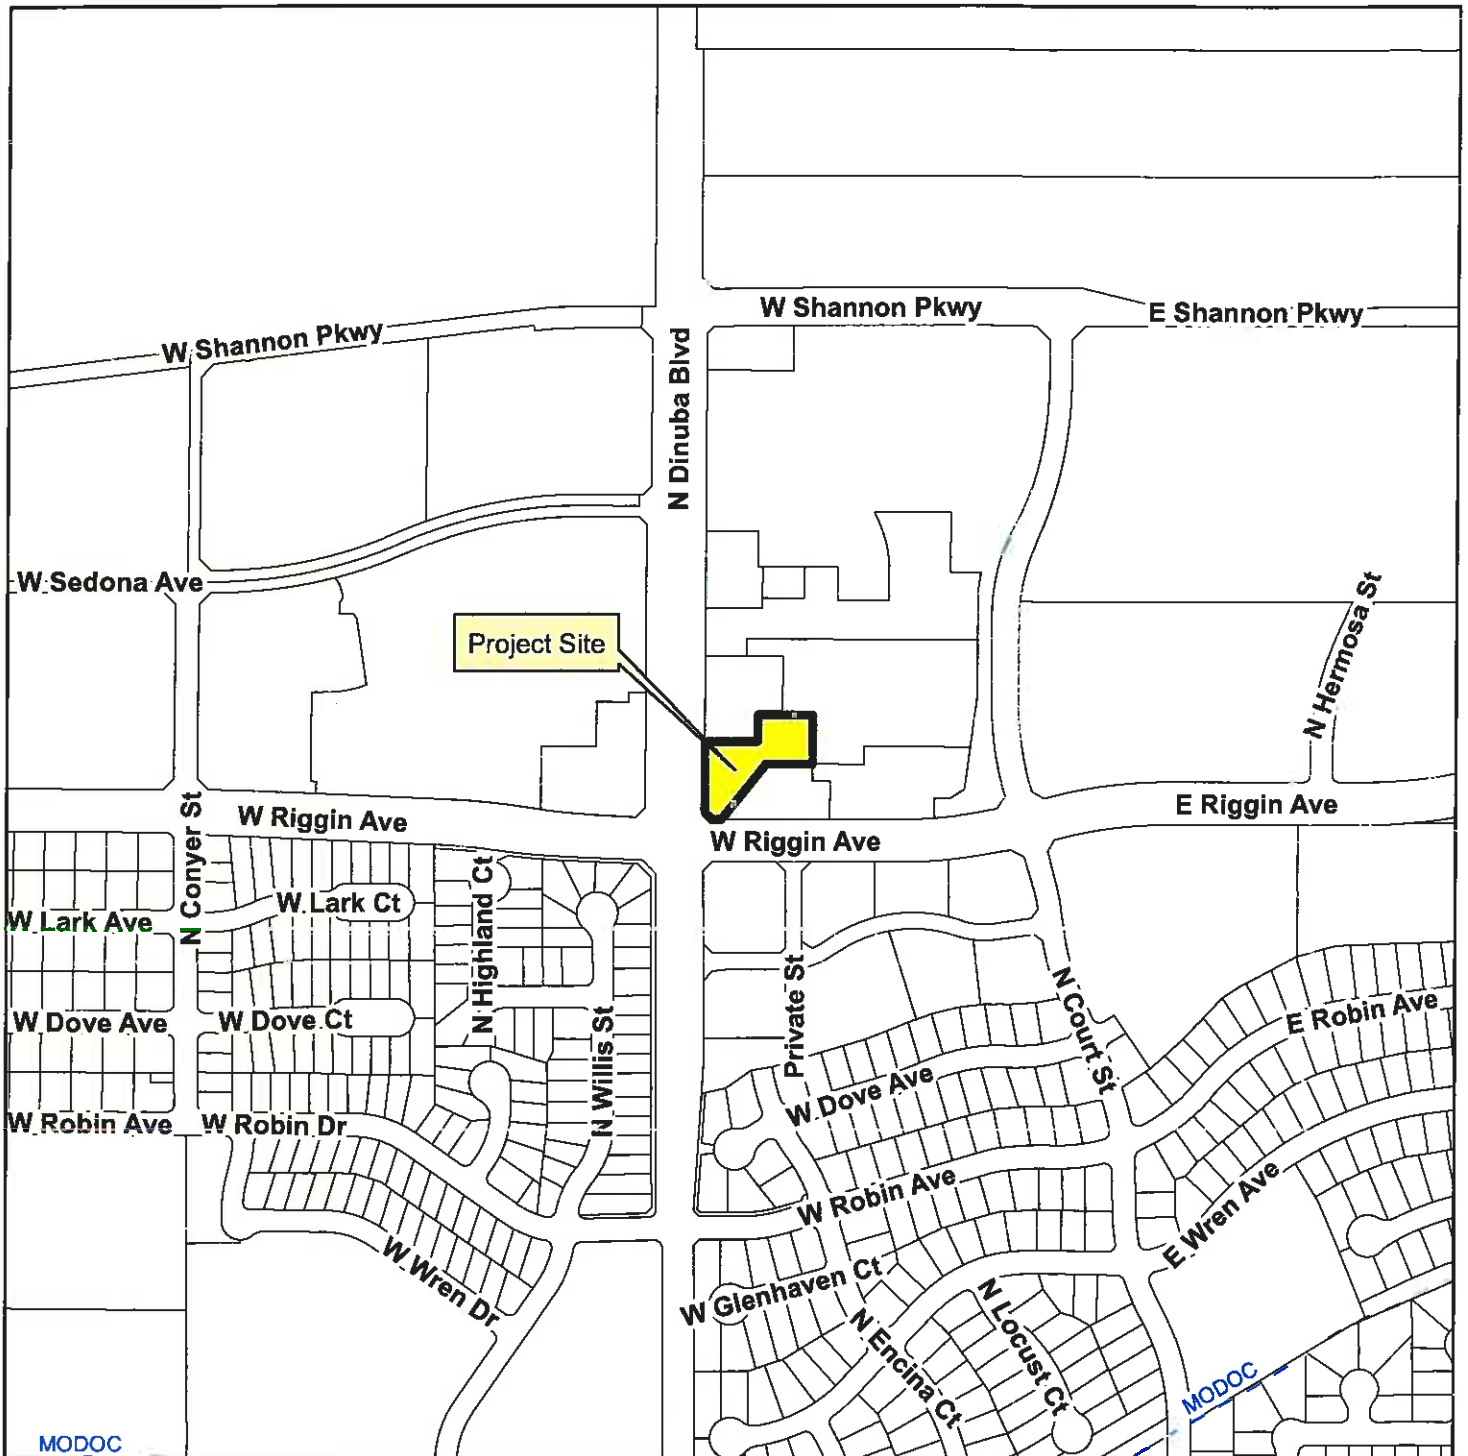 W Shannon Pkwy
E Shannon Pkwy
W Shannon Pkwy
N Dinuba Blvd
W Sedona Ave
Project Site
N Hermosa St
W Riggin Ave
E Riggin Ave
W Riggin Ave
N Conyer St
W Lark Ct
N Highland Ct
W Lark Ave
W Dove Ave
W Dove Ct
N Willis St
Private St
N Court St
E Robin Ave
W Dove Ave
W Robin Ave
W Robin Dr
W Robin Ave
E Wren Ave
W Wren Dr
W Glenhaven Ct
N Encina Ct
N Locust Ct
MODOC
MODOC